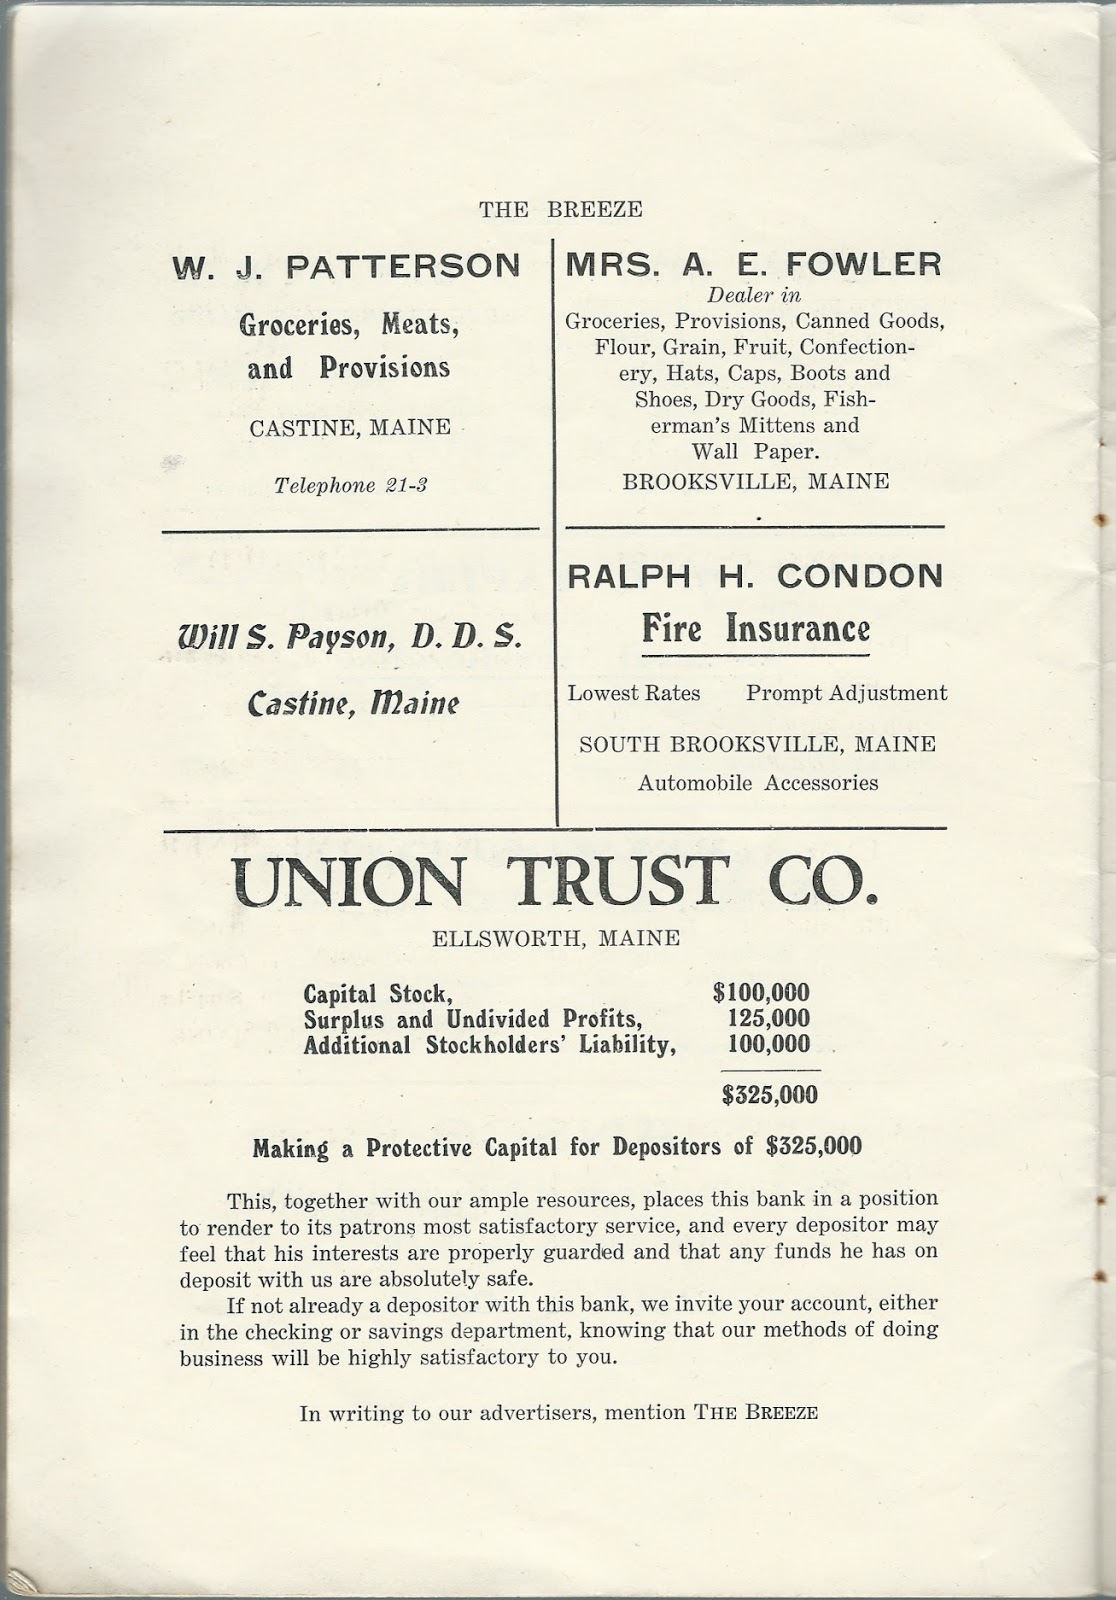 THE BREEZE
W. J. PATTERSON
Groceries, Meats,
and Provisions
CASTINE, MAINE
Telephone 21-3
MRS. A. E. FOWLER
Dealer in
Groceries, Provisions, Canned Goods,
Flour, Grain, Fruit, Confection-
ery, Hats, Caps, Boots and
Shoes, Dry Goods, Fish-
erman's Mittens and
Wall Paper.
BROOKSVILLE, MAINE
Will S. Payson, D. D. S.
Castine, Maine
RALPH H. CONDON
Fire Insurance
Lowest Rates Prompt Adjustment
SOUTH BROOKSVILLE, MAINE
Automobile Accessories
UNION TRUST CO.
ELLSWORTH, MAINE
Capital Stock, $100,000
Surplus and Undivided Profits, 125,000
Additional Stockholders' Liability, 100,000
$325,000
Making a Protective Capital for Depositors of $325,000
This, together with our ample resources, places this bank in a position
to render to its patrons most satisfactory service, and every depositor may
feel that his interests are properly guarded and that any funds he has on
deposit with us are absolutely safe.
If not already a depositor with this bank, we invite your account, either
in the checking or savings department, knowing that our methods of doing
business will be highly satisfactory to you.
In writing to our advertisers, mention THE BREEZE